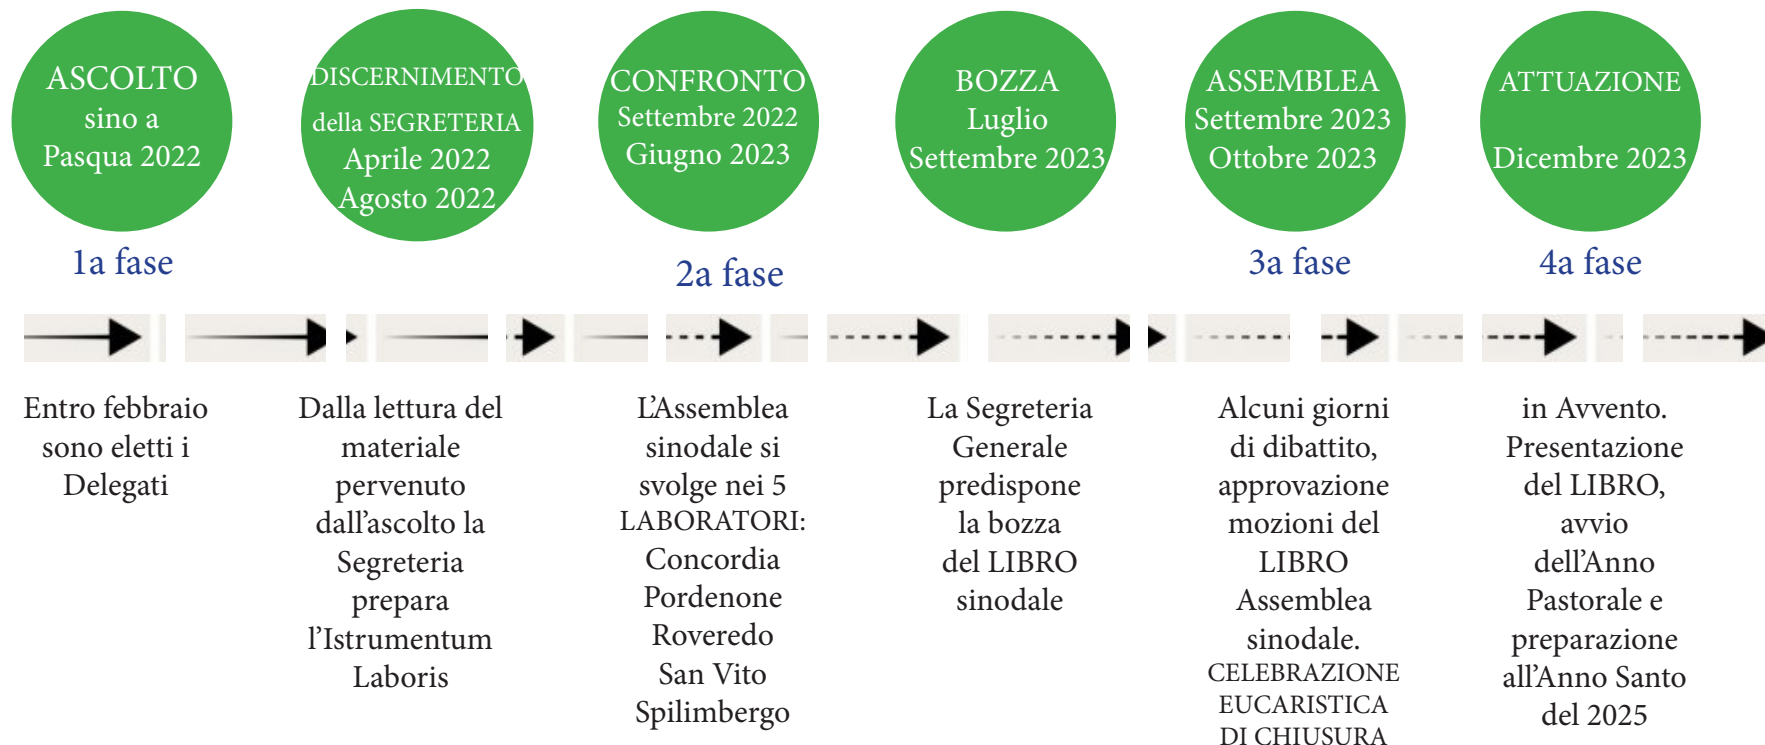 ASCOLTO
sino a
Pasqua 2022
DISCERNIMENTO
della SEGRETERIA
Aprile 2022
Agosto 2022
CONFRONTO
Settembre 2022
Giugno 2023
BOZZA
Luglio
Settembre 2023
ASSEMBLEA
Settembre 2023
Ottobre 2023
ATTUAZIONE
Dicembre 2023
1a fase
2a fase
3a fase
4a fase
Entro febbraio
sono eletti i
Delegati
Dalla lettura del
materiale
pervenuto
dall'ascolto la
Segreteria
prepara
l'Istrumentum
Laboris
L'Assemblea
sinodale si
svolge nei 5
LABORATORI:
Concordia
Pordenone
Roveredo
San Vito
Spilimbergo
La Segreteria
Generale
predispone
la bozza
del LIBRO
sinodale
Alcuni giorni
di dibattito,
approvazione
mozioni del
LIBRO
Assemblea
sinodale.
CELEBRAZIONE
EUCARISTICA
DI CHIUSURA
in Avvento.
Presentazione
del LIBRO,
avvio
dell'Anno
Pastorale e
preparazione
all'Anno Santo
del 2025